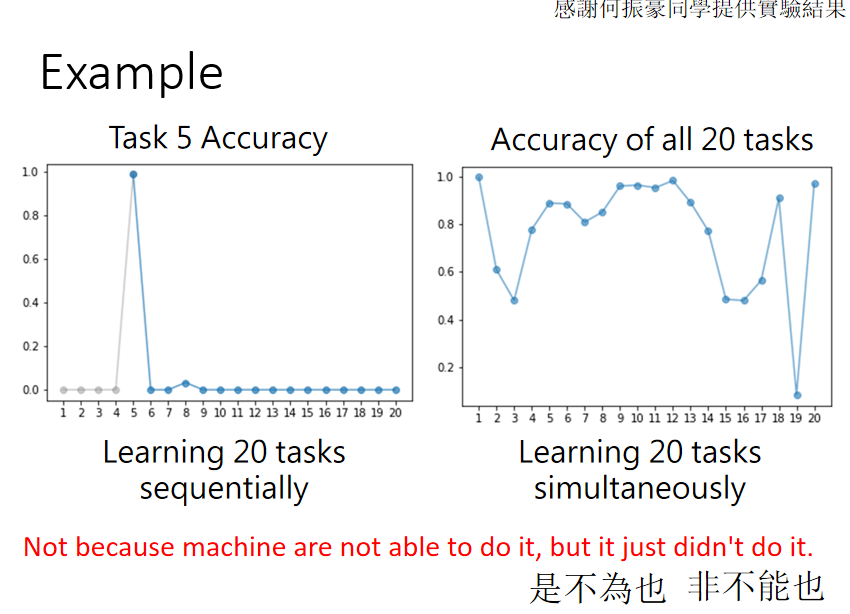 感謝何振豪同學提供實驗結果
Example
Task 5 Accuracy
1.0
0.8
0.6
0.4
0.2
0.0
1 2 3 4 5 6 7 8 9 10 11 12 13 14 15 16 17 18 19 20
Learning 20 tasks
sequentially
Accuracy of all 20 tasks
1.0
0.8
0.6
0.4
0.2
1 2 3 4 5 6 7 8 9 10 11 12 13 14 15 16 17 18 19 20
Learning 20 tasks
simultaneously
Not because machine are not able to do it, but it just didn't do it.
是不為也 非不能也